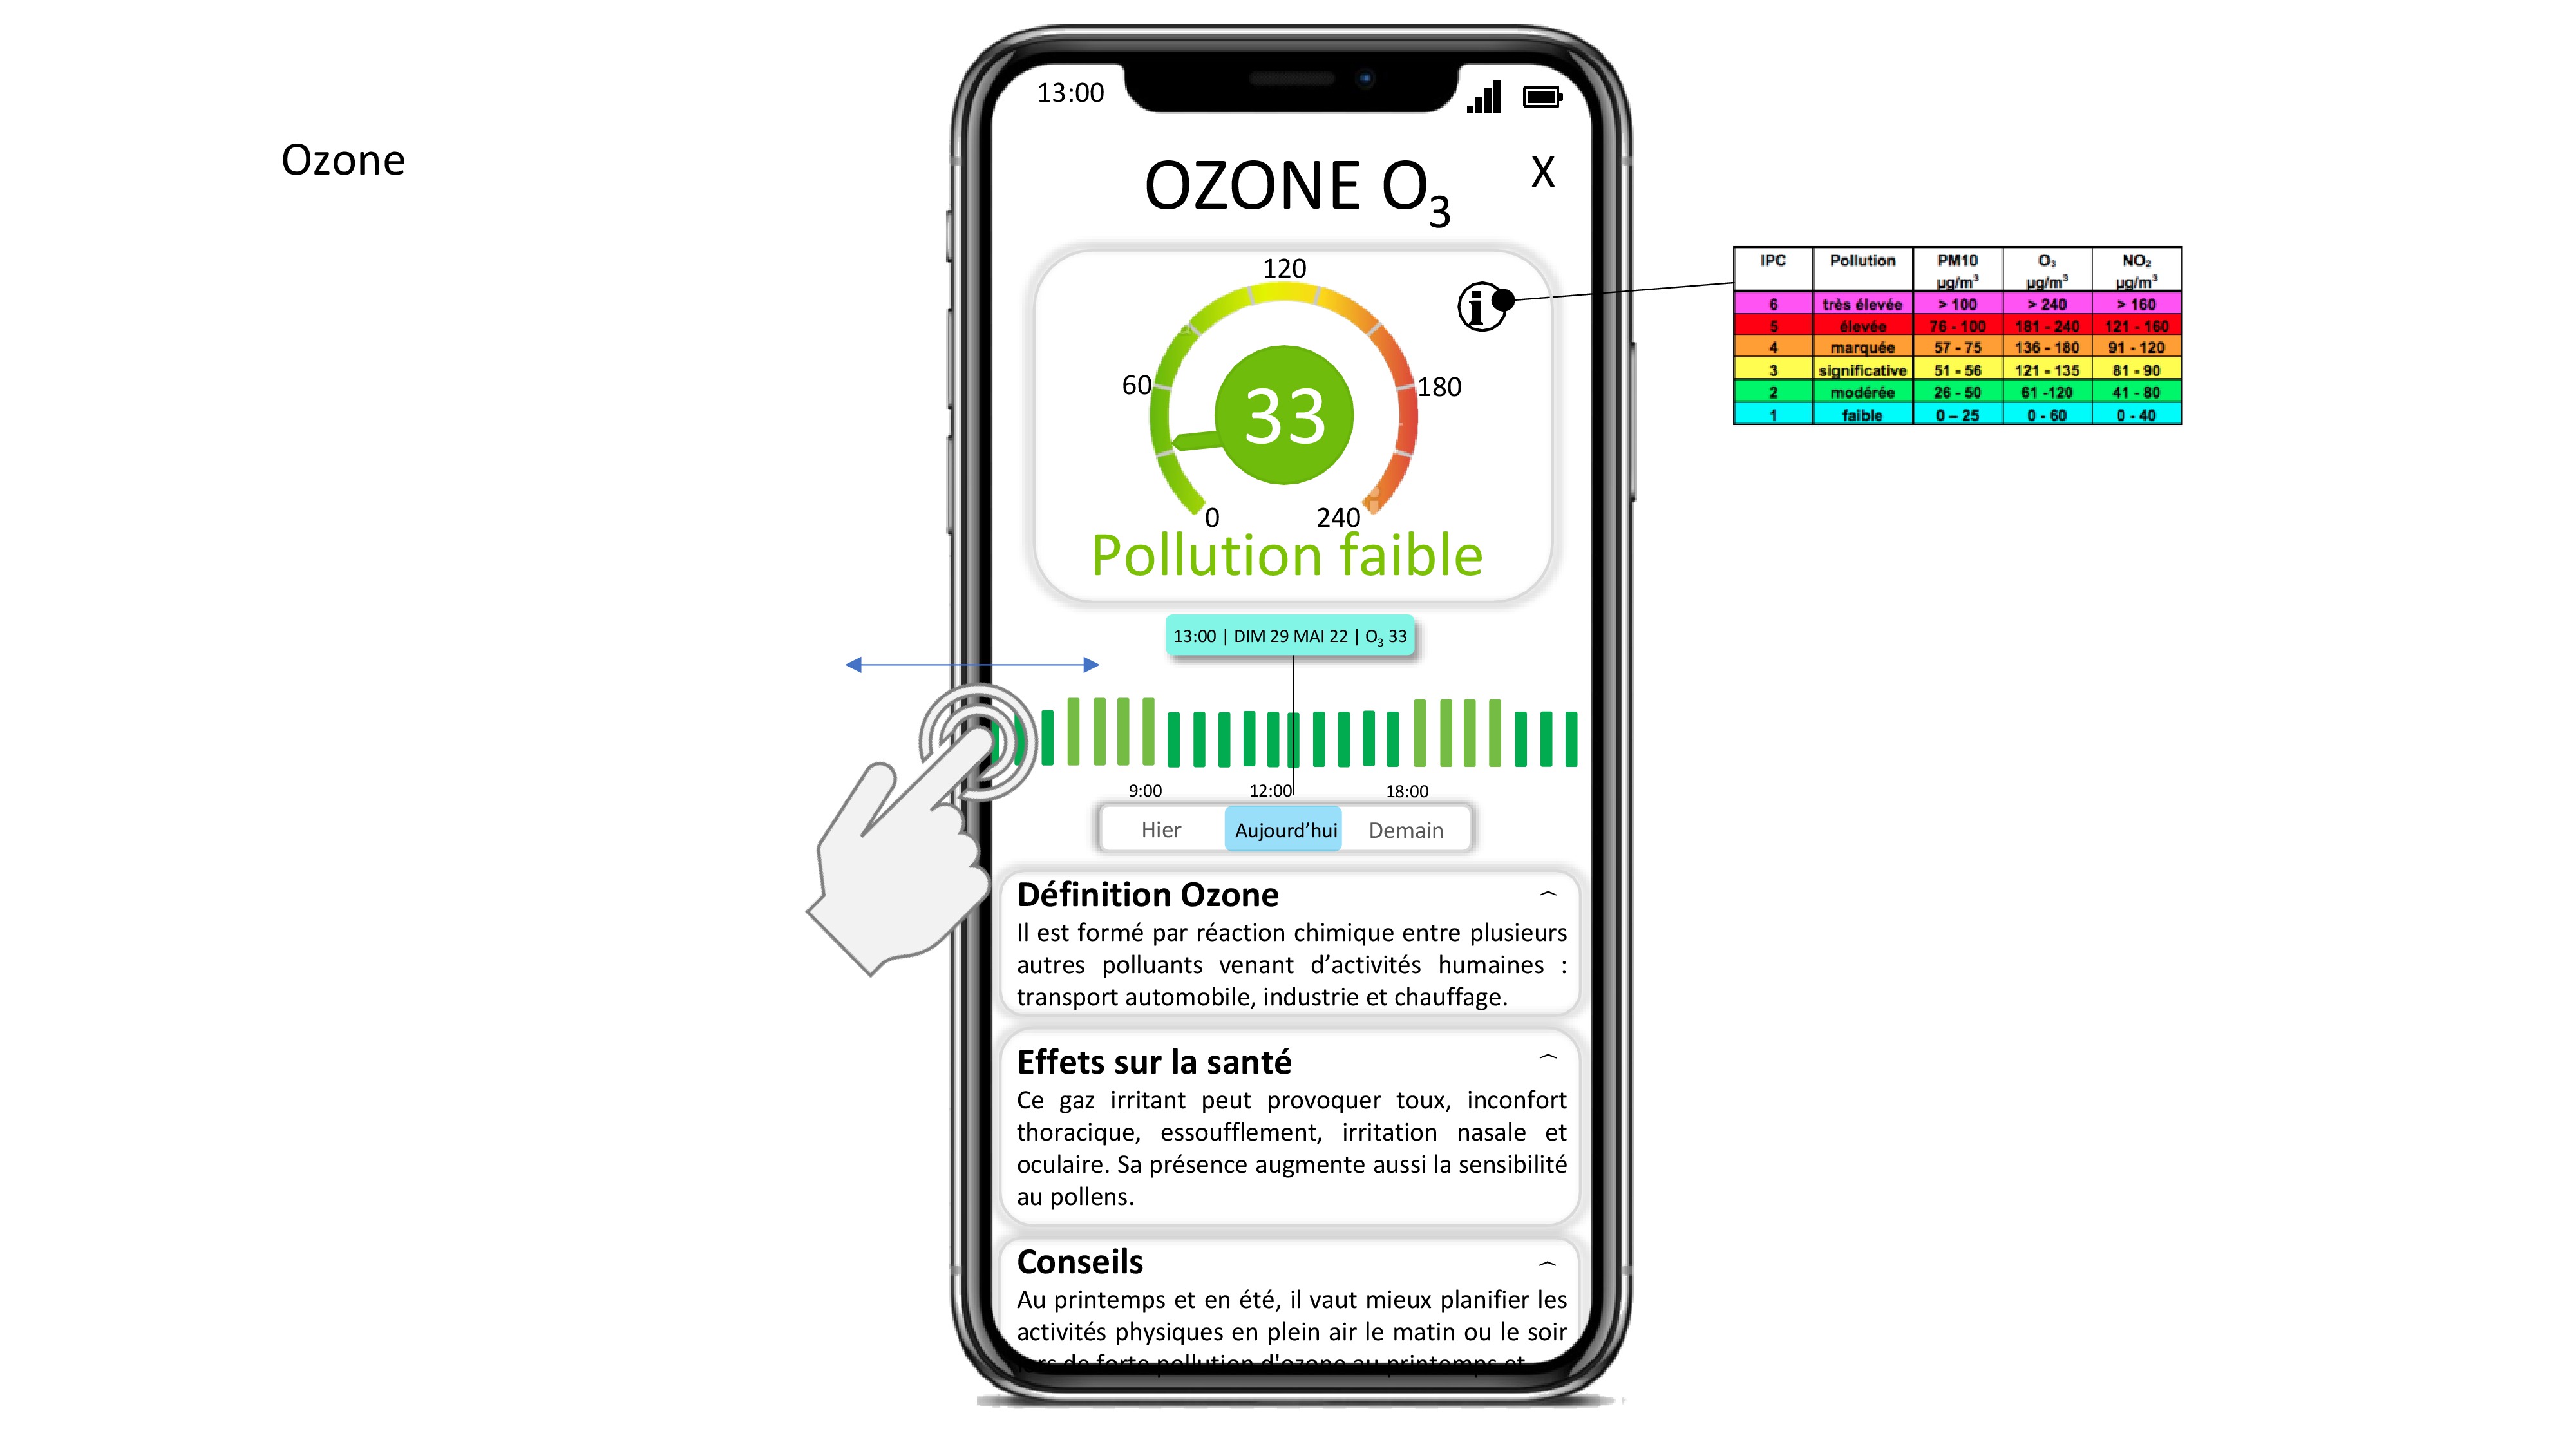 Ozone
13:00
OZONE O₃ X
120
60
180
33
0
240
Pollution faible
IPC Pollution PM10 µg/m³ O₃ µg/m³ NO₂ µg/m³
6 très élevée > 100 > 240 > 160
5 élevée 76 - 100 181 - 240 121 - 160
4 marquée 57 - 75 136 - 180 91 - 120
3 significative 51 - 56 121 - 135 81 - 90
2 modérée 26 - 50 61 -120 41 - 80
1 faible 0 – 25 0 - 60 0 - 40
13:00 | DIM 29 MAI 22 | O₃ 33
9:00 12:00 18:00
Hier Aujourd’hui Demain
Définition Ozone
Il est formé par réaction chimique entre plusieurs
autres polluants venant d’activités humaines :
transport automobile, industrie et chauffage.
Effets sur la santé
Ce gaz irritant peut provoquer toux, inconfort
thoracique, essoufflement, irritation nasale et
oculaire. Sa présence augmente aussi la sensibilité
au pollens.
Conseils
Au printemps et en été, il vaut mieux planifier les
activités physiques en plein air le matin ou le soir
lors de forte pollution d'ozone au printemps et